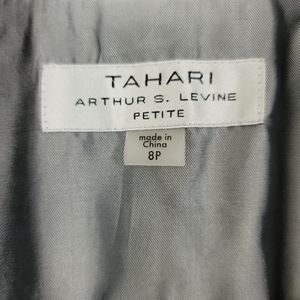 TAHARI
ARTHUR S. LEVINE
PETITE
made in
China
8P